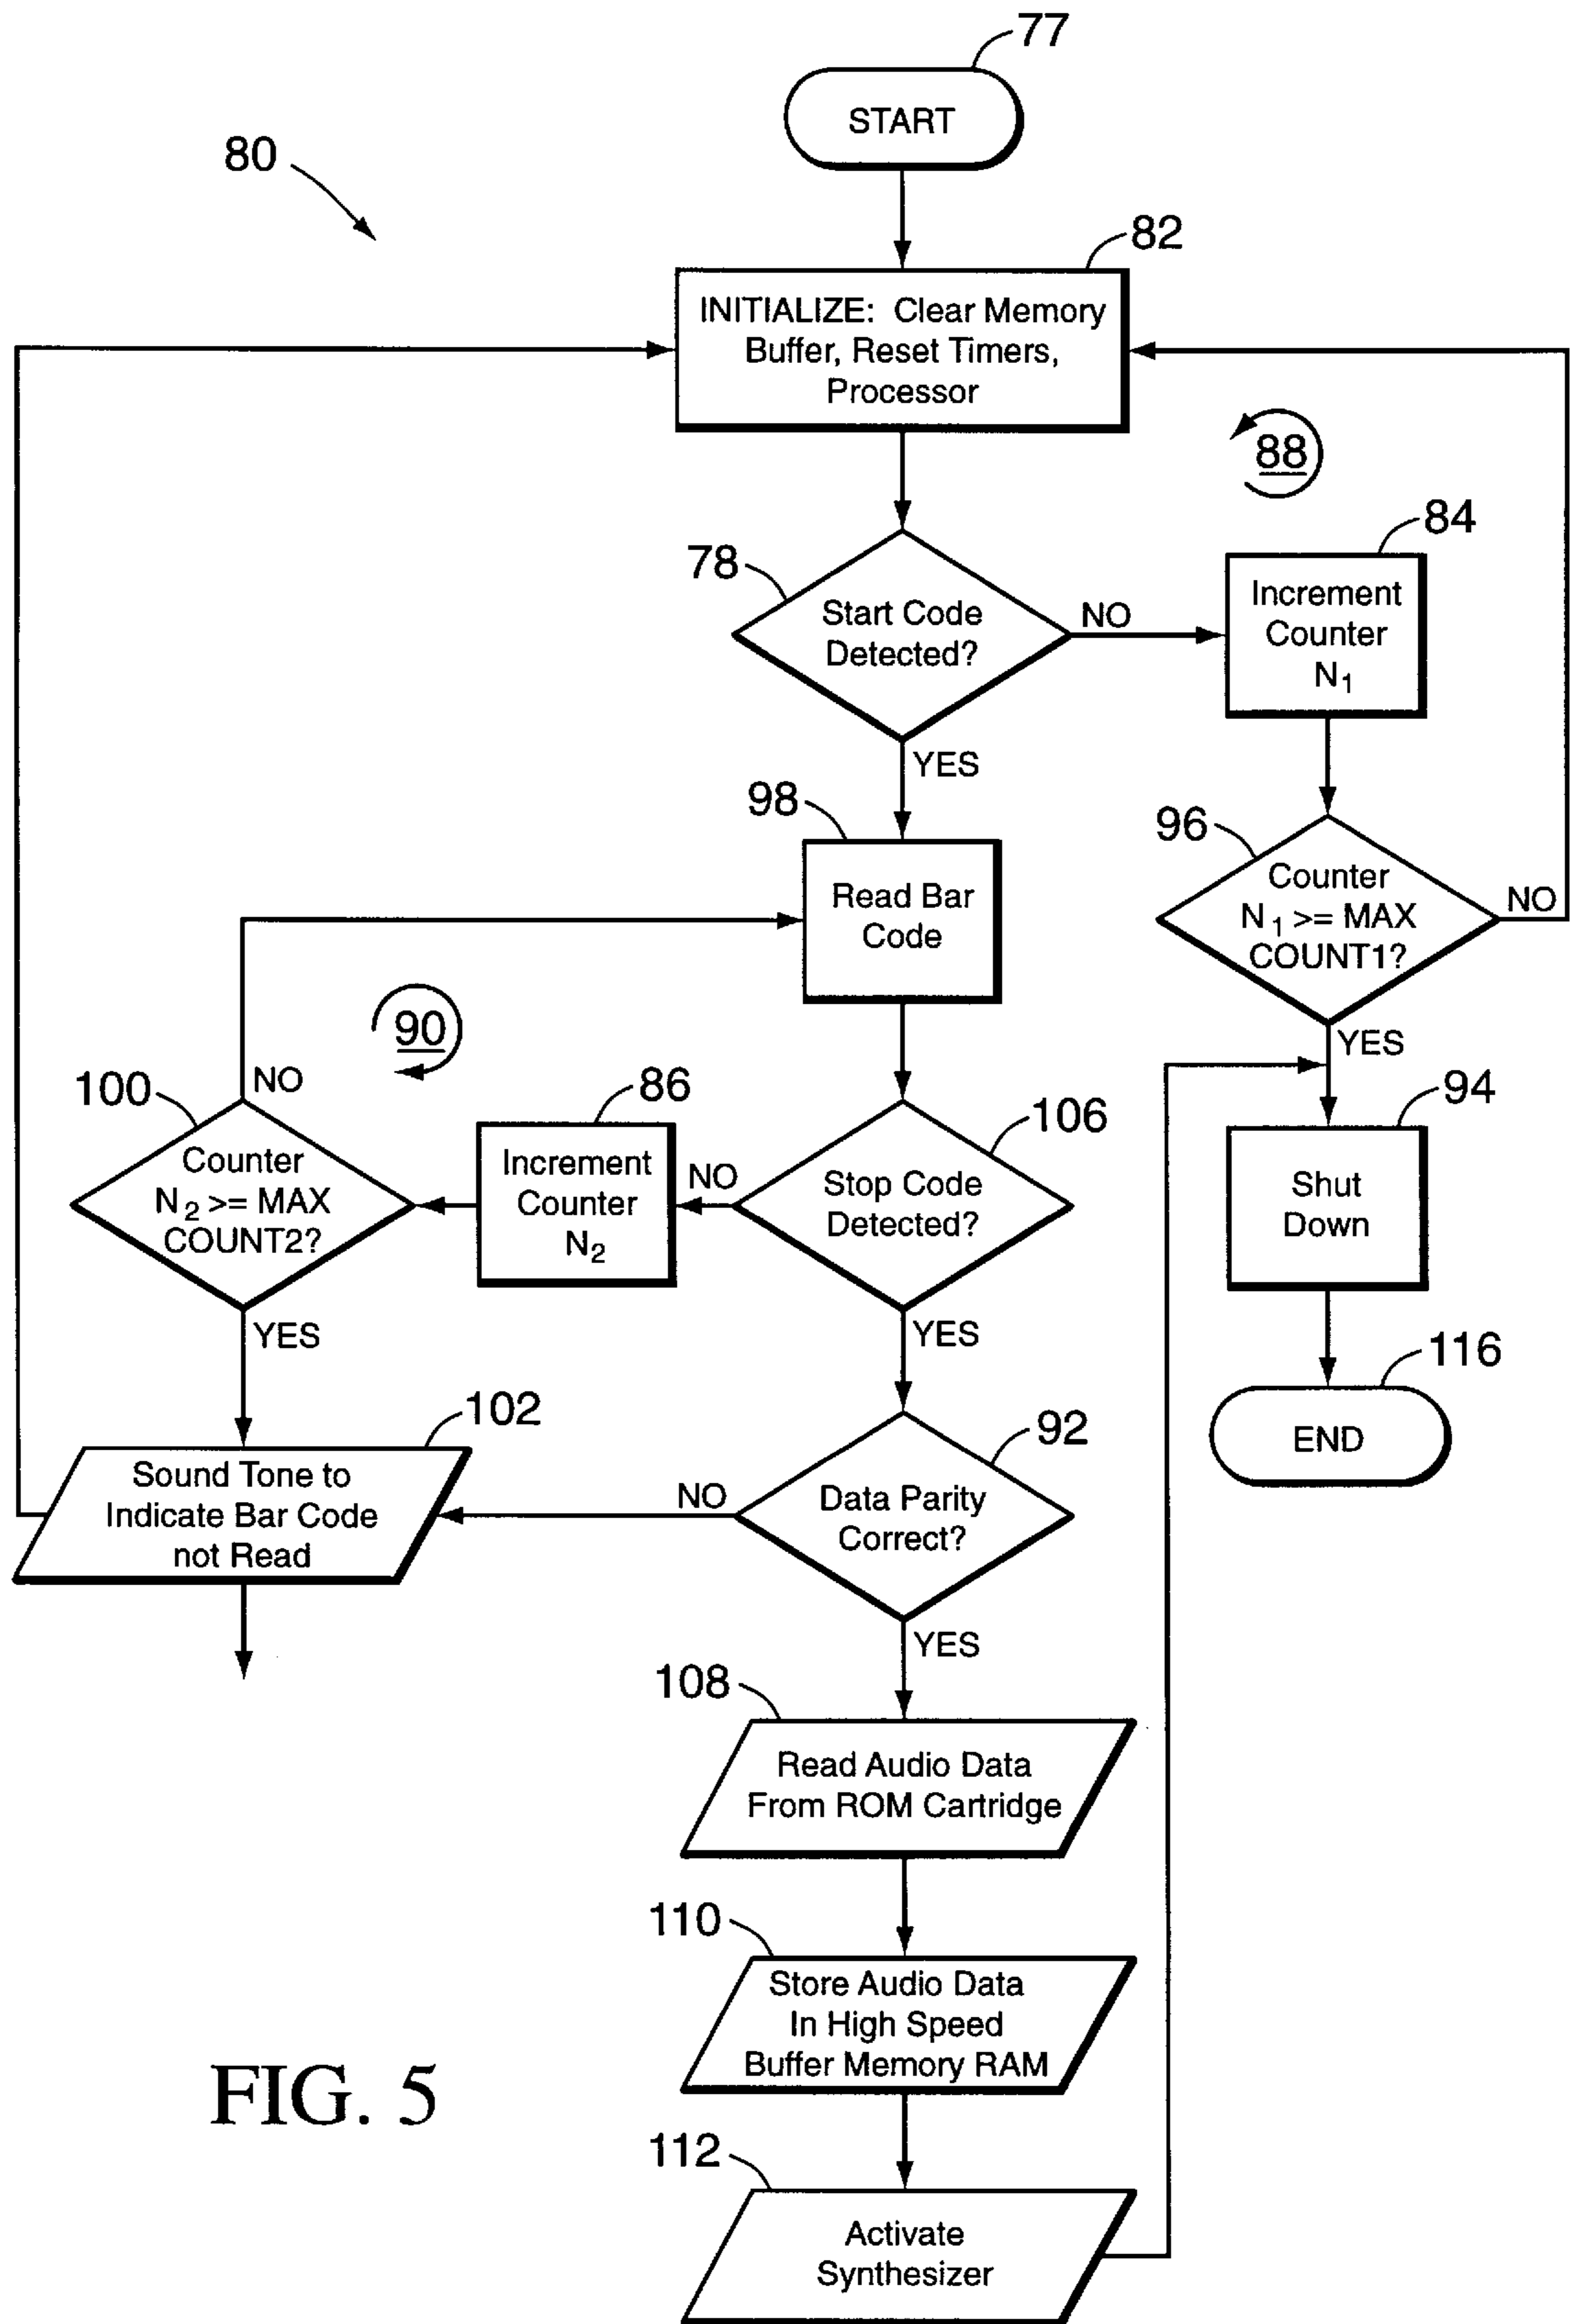 77
START
80
82
INITIALIZE: Clear Memory
Buffer, Reset Timers,
Processor
88
84
78
Start Code
Detected?
NO
Increment
Counter
N1
YES
98
96
Read Bar
Code
Counter
N1 >= MAX
COUNT1?
NO
YES
90
100
NO
86
106
94
Counter
N2 >= MAX
COUNT2?
Increment
Counter
N2
NO
Stop Code
Detected?
Shut
Down
YES
YES
116
END
102
92
Sound Tone to
Indicate Bar Code
not Read
NO
Data Parity
Correct?
YES
108
Read Audio Data
From ROM Cartridge
110
Store Audio Data
In High Speed
Buffer Memory RAM
FIG. 5
112
Activate
Synthesizer